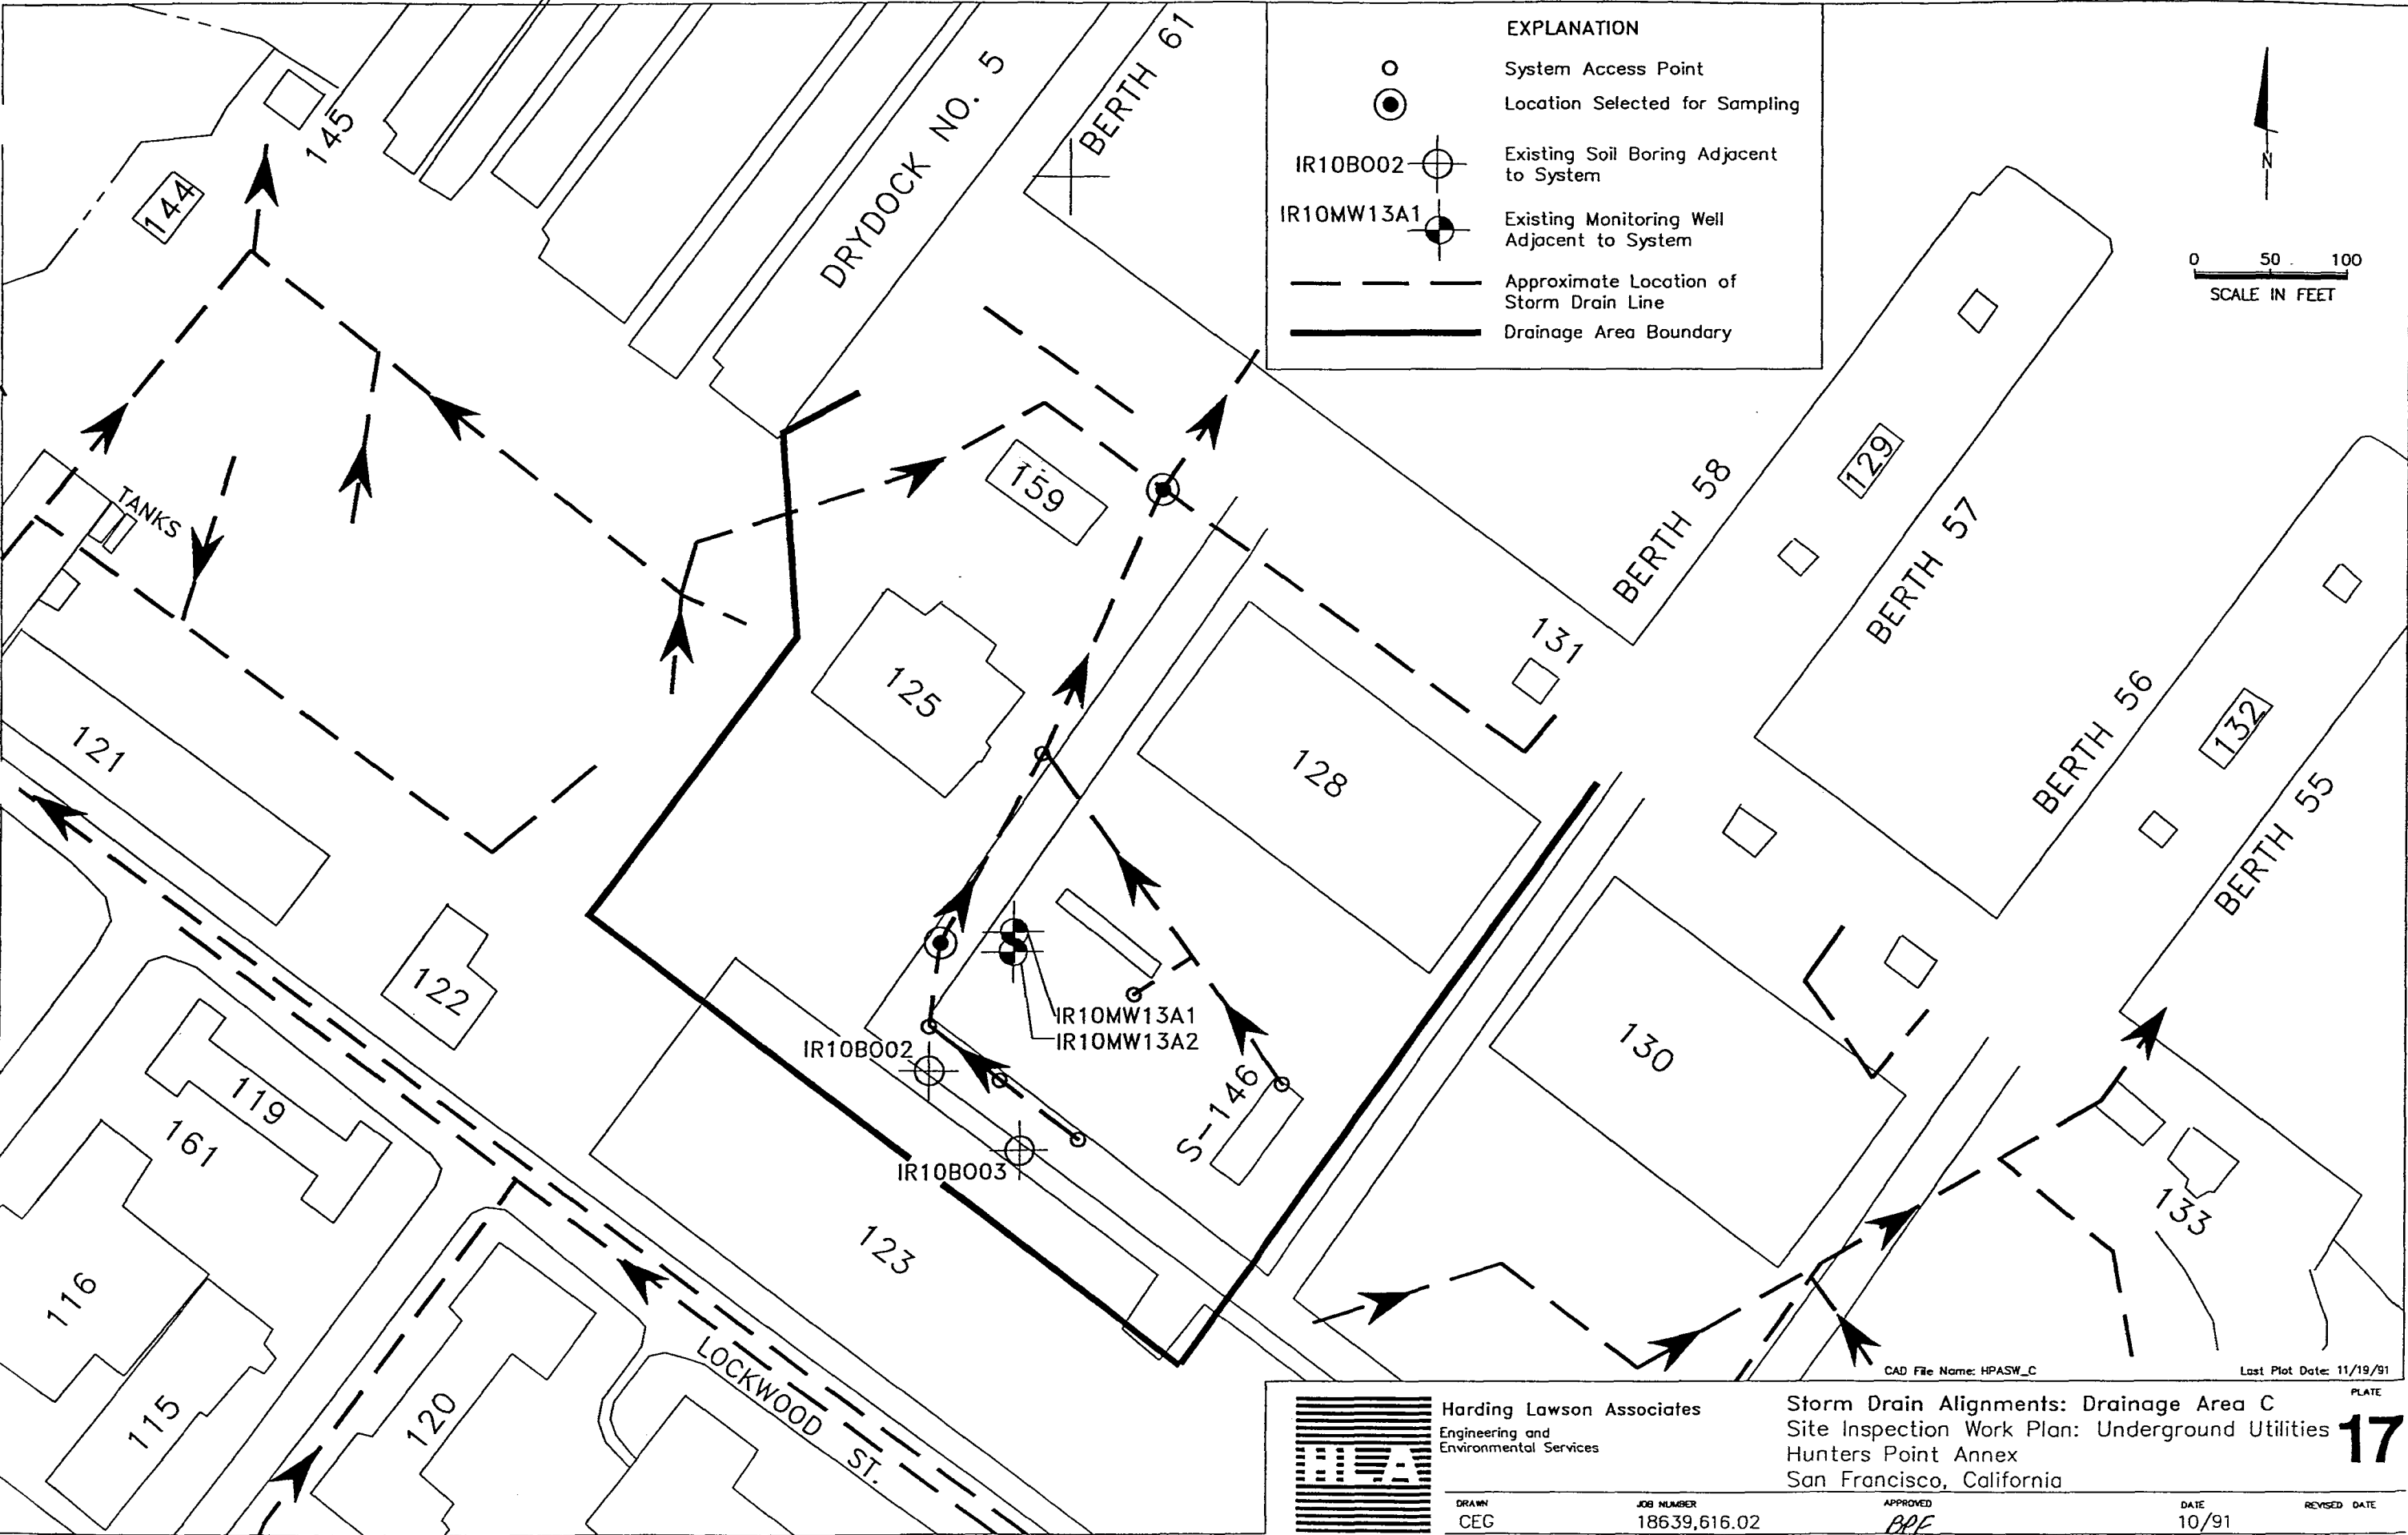 EXPLANATION
System Access Point
Location Selected for Sampling
IR10B002
Existing Soil Boring Adjacent
to System
IR10MW13A1
Existing Monitoring Well
Adjacent to System
Approximate Location of
Storm Drain Line
Drainage Area Boundary
N
0 50 100
SCALE IN FEET
145
144
DRYDOCK NO. 5
BERTH 61
TANKS
159
129
BERTH 58
BERTH 57
131
132
BERTH 56
BERTH 55
121
125
128
122
IR10MW13A1
IR10MW13A2
IR10B002
130
119
161
S-146
IR10B003
133
123
116
115
120
LOCKWOOD ST.
CAD File Name: HPASW_C
Last Plot Date: 11/19/91
HLA
Harding Lawson Associates
Engineering and
Environmental Services
Storm Drain Alignments: Drainage Area C
Site Inspection Work Plan: Underground Utilities
Hunters Point Annex
San Francisco, California
PLATE
17
DRAWN
CEG
JOB NUMBER
18639,616.02
APPROVED
BPF
DATE
10/91
REVISED DATE